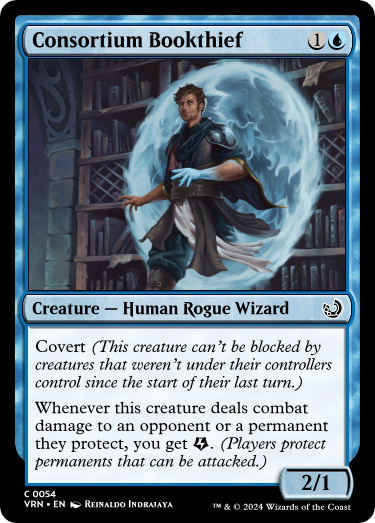 Consortium Bookthief 1
Creature — Human Rogue Wizard
Covert (This creature can't be blocked by
creatures that weren't under their controllers
control since the start of their last turn.)
Whenever this creature deals combat
damage to an opponent or a permanent
they protect, you get . (Players protect
permanents that can be attacked.)
2/1
C 0054
VRN • EN Reinaldo Indrajaya
™ & © 2024 Wizards of the Coast